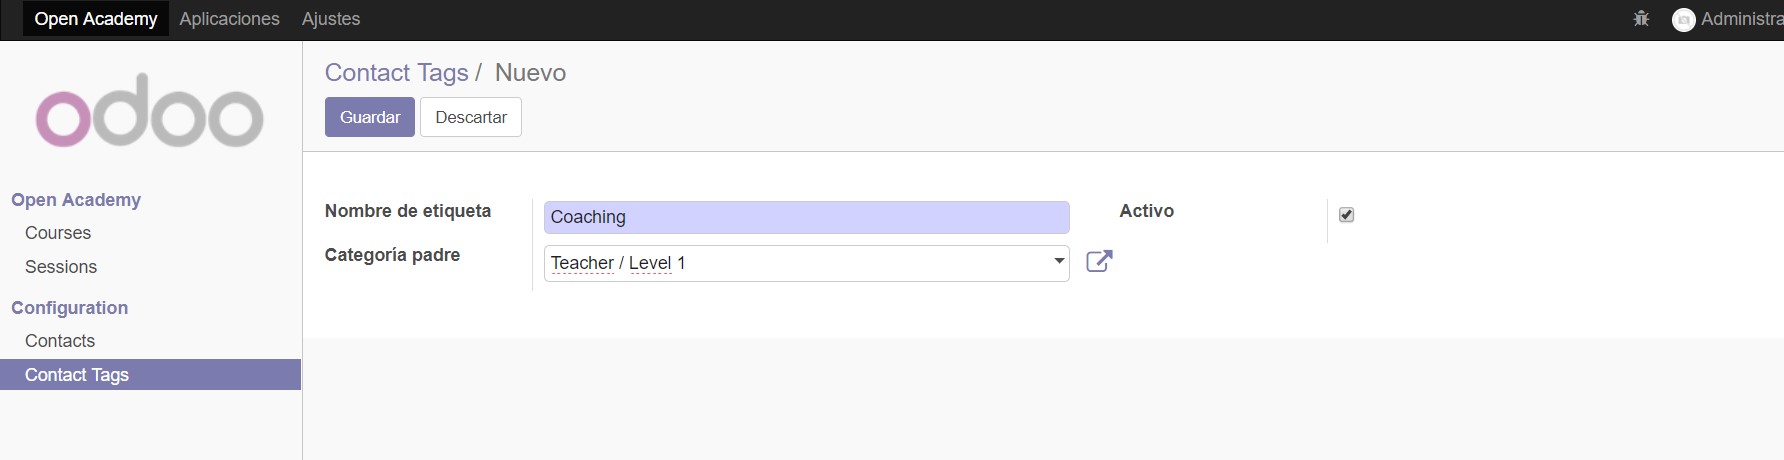 Open Academy Aplicaciones Ajustes Administra
odoo
Open Academy
Courses
Sessions
Configuration
Contacts
Contact Tags
Contact Tags / Nuevo
Guardar Descartar
Nombre de etiqueta Coaching Activo
Categoría padre Teacher / Level 1